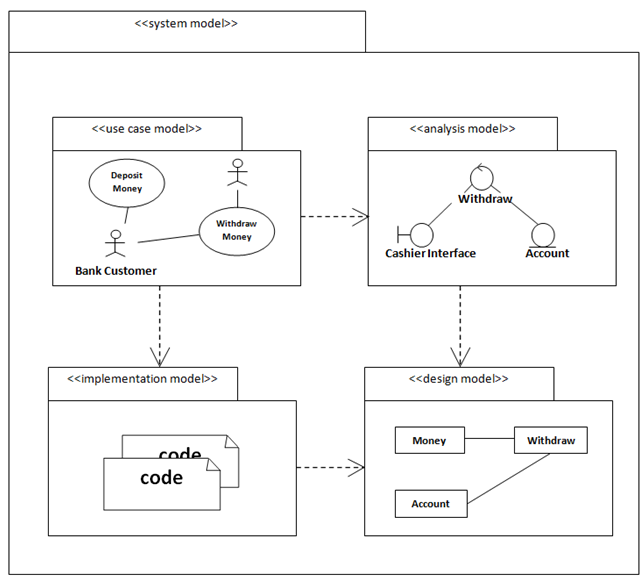 <<system model>>
<<use case model>>
<<analysis model>>
Deposit
Money
Withdraw
Money
Bank Customer
Withdraw
Cashier Interface
Account
<<implementation model>>
<<design model>>
code
code
Money
Withdraw
Account